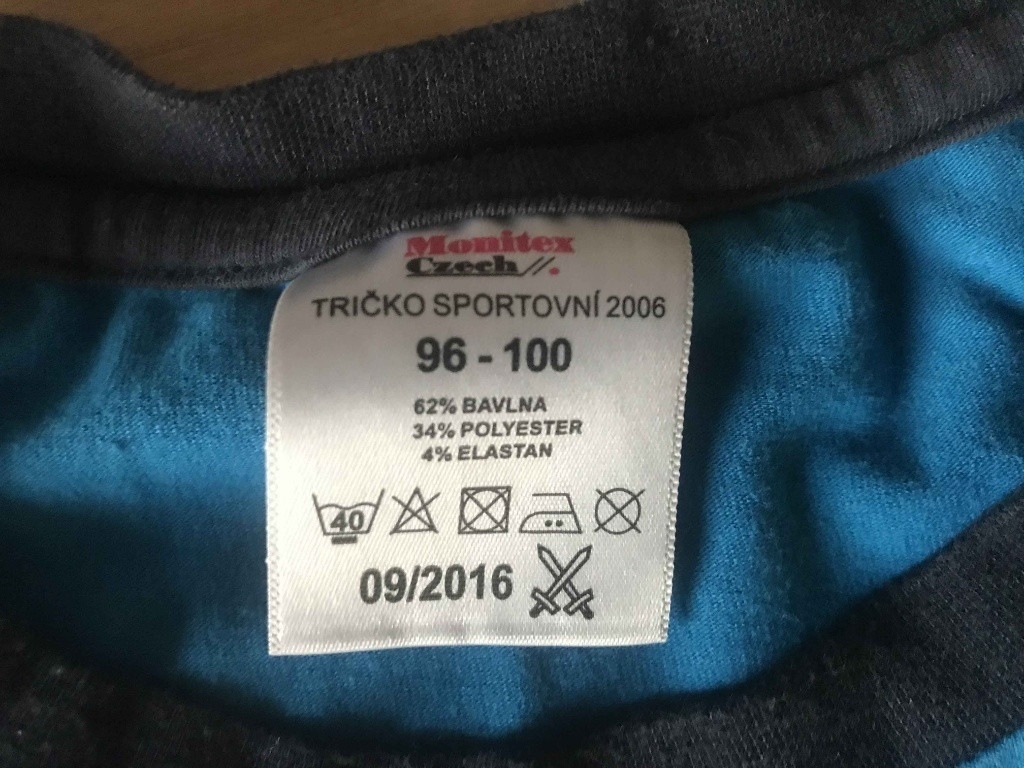 Monitex
Czech//.
TRIČKO SPORTOVNÍ 2006
96 - 100
62% BAVLNA
34% POLYESTER
4% ELASTAN
40
09/2016